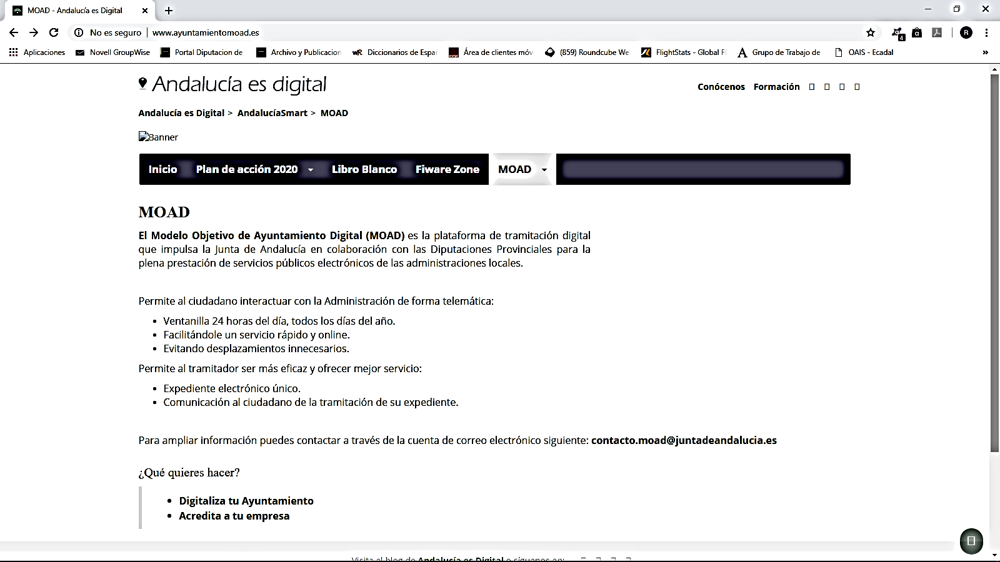 MOAD - Andalucía es Digital
No es seguro www.ayuntamientomoad.es
4
R
Aplicaciones Novell GroupWise Portal Diputacion de Archivo y Publicacion Diccionarios de Espa Área de clientes móv (859) Roundcube We FlightStats - Global F Grupo de Trabajo de OAIS - Ecadal
Andalucía es digital
Conócenos Formación
Andalucía es Digital > AndalucíaSmart > MOAD
Banner
Inicio Plan de acción 2020 Libro Blanco Fiware Zone MOAD
MOAD
El Modelo Objetivo de Ayuntamiento Digital (MOAD) es la plataforma de tramitación digital
que impulsa la Junta de Andalucía en colaboración con las Diputaciones Provinciales para la
plena prestación de servicios públicos electrónicos de las administraciones locales.
Permite al ciudadano interactuar con la Administración de forma telemática:
• Ventanilla 24 horas del día, todos los días del año.
• Facilitándole un servicio rápido y online.
• Evitando desplazamientos innecesarios.
Permite al tramitador ser más eficaz y ofrecer mejor servicio:
• Expediente electrónico único.
• Comunicación al ciudadano de la tramitación de su expediente.
Para ampliar información puedes contactar a través de la cuenta de correo electrónico siguiente: contacto.moad@juntadeandalucia.es
¿Qué quieres hacer?
• Digitaliza tu Ayuntamiento
• Acredita a tu empresa
Visita el blog de Andalucía es Digital o síguenos en: